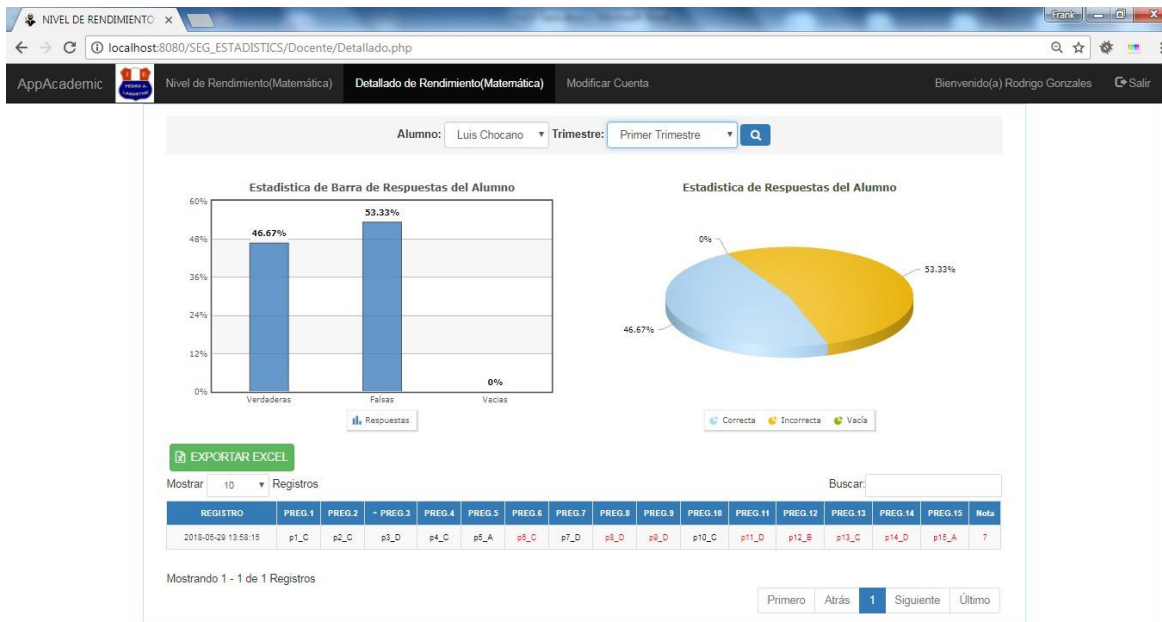 NIVEL DE RENDIMIENTO
Frank
localhost:8080/SEG_ESTADISTICS/Docente/Detallado.php
AppAcademic Nivel de Rendimiento(Matemática) Detallado de Rendimiento(Matemática) Modificar Cuenta Bienvenido(a) Rodrigo Gonzales Salir
Alumno: Luis Chocano Trimestre: Primer Trimestre
Estadistica de Barra de Respuestas del Alumno
60%
48%
36%
24%
12%
0%
46.67%
53.33%
0%
Verdaderas Falsas Vacias
Respuestas
Estadistica de Respuestas del Alumno
0%
53.33%
46.67%
Correcta Incorrecta Vacía
EXPORTAR EXCEL
Mostrar 10 Registros Buscar:
REGISTRO PREG.1 PREG.2 PREG.3 PREG.4 PREG.5 PREG.6 PREG.7 PREG.8 PREG.9 PREG.10 PREG.11 PREG.12 PREG.13 PREG.14 PREG.15 Nota
2018-05-29 13:58:15 p1_C p2_C p3_D p4_C p5_A p6_C p7_D p8_D p9_D p10_C p11_D p12_B p13_C p14_D p15_A 7
Mostrando 1 - 1 de 1 Registros
Primero Atrás 1 Siguiente Último